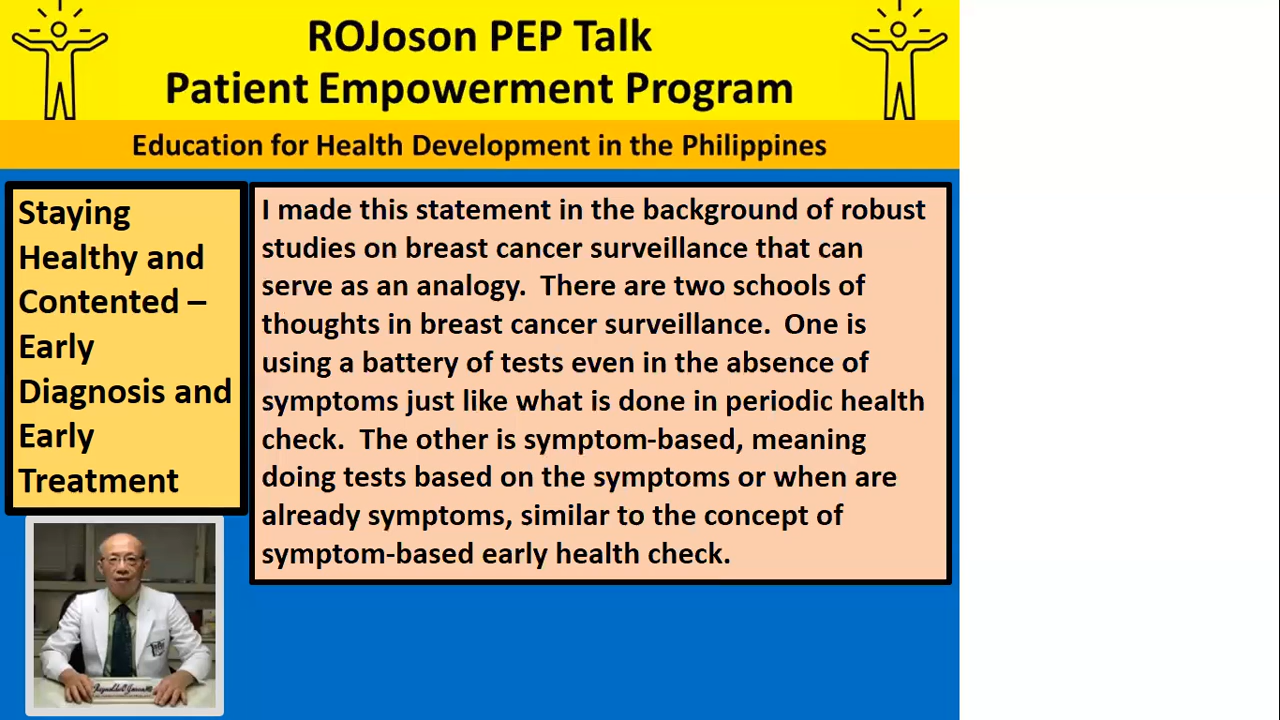 ROJoson PEP Talk
Patient Empowerment Program
Education for Health Development in the Philippines
Staying
Healthy and
Contented –
Early
Diagnosis and
Early
Treatment
I made this statement in the background of robust
studies on breast cancer surveillance that can
serve as an analogy.  There are two schools of
thoughts in breast cancer surveillance.  One is
using a battery of tests even in the absence of
symptoms just like what is done in periodic health
check.  The other is symptom-based, meaning
doing tests based on the symptoms or when are
already symptoms, similar to the concept of
symptom-based early health check.